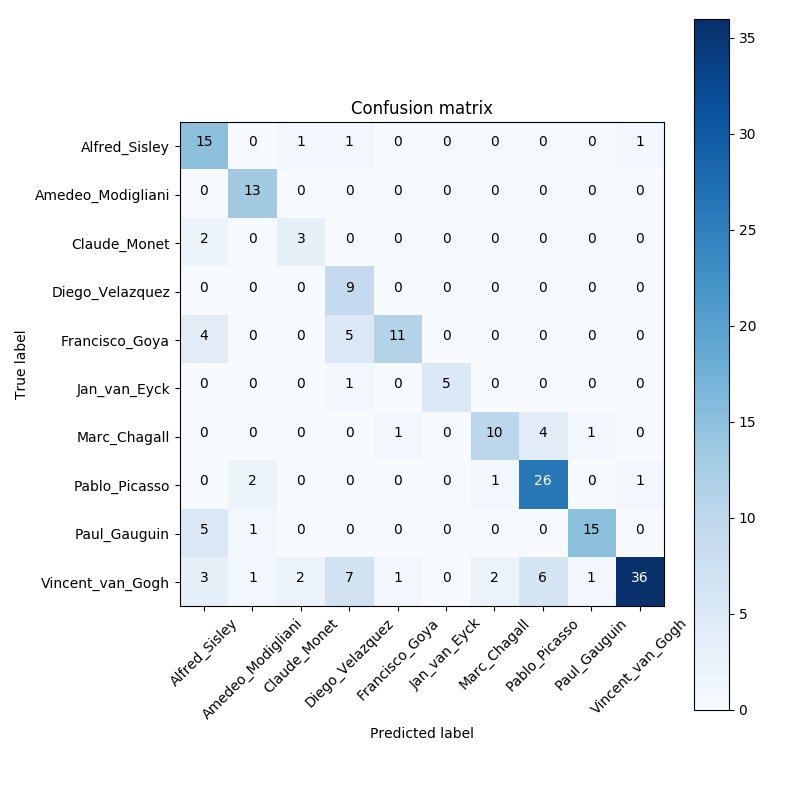 Confusion matrix
Alfred_Sisley 15 0 1 1 0 0 0 0 0 1
Amedeo_Modigliani 0 13 0 0 0 0 0 0 0 0
Claude_Monet 2 0 3 0 0 0 0 0 0 0
Diego_Velazquez 0 0 0 9 0 0 0 0 0 0
Francisco_Goya 4 0 0 5 11 0 0 0 0 0
Jan_van_Eyck 0 0 0 1 0 5 0 0 0 0
Marc_Chagall 0 0 0 0 1 0 10 4 1 0
Pablo_Picasso 0 2 0 0 0 0 1 26 0 1
Paul_Gauguin 5 1 0 0 0 0 0 0 15 0
Vincent_van_Gogh 3 1 2 7 1 0 2 6 1 36
True label
Alfred_Sisley
Amedeo_Modigliani
Claude_Monet
Diego_Velazquez
Francisco_Goya
Jan_van_Eyck
Marc_Chagall
Pablo_Picasso
Paul_Gauguin
Vincent_van_Gogh
Predicted label
35
30
25
20
15
10
5
0